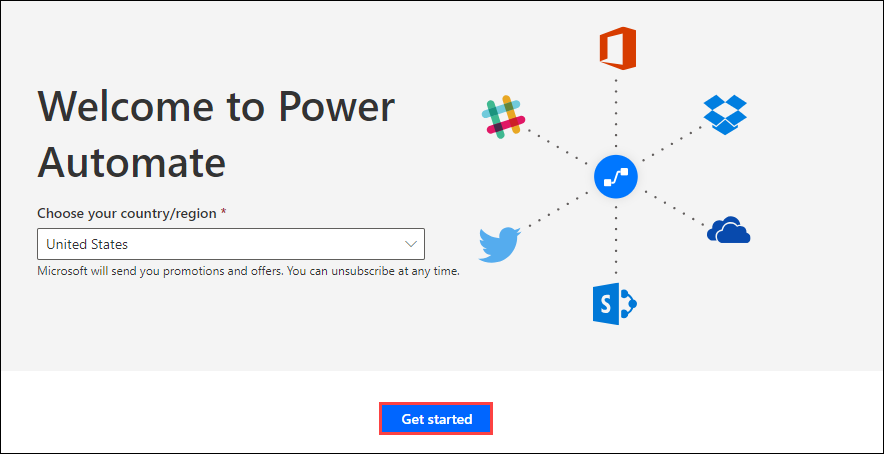 Welcome to Power
Automate
Choose your country/region *
United States
Microsoft will send you promotions and offers. You can unsubscribe at any time.
S
Get started